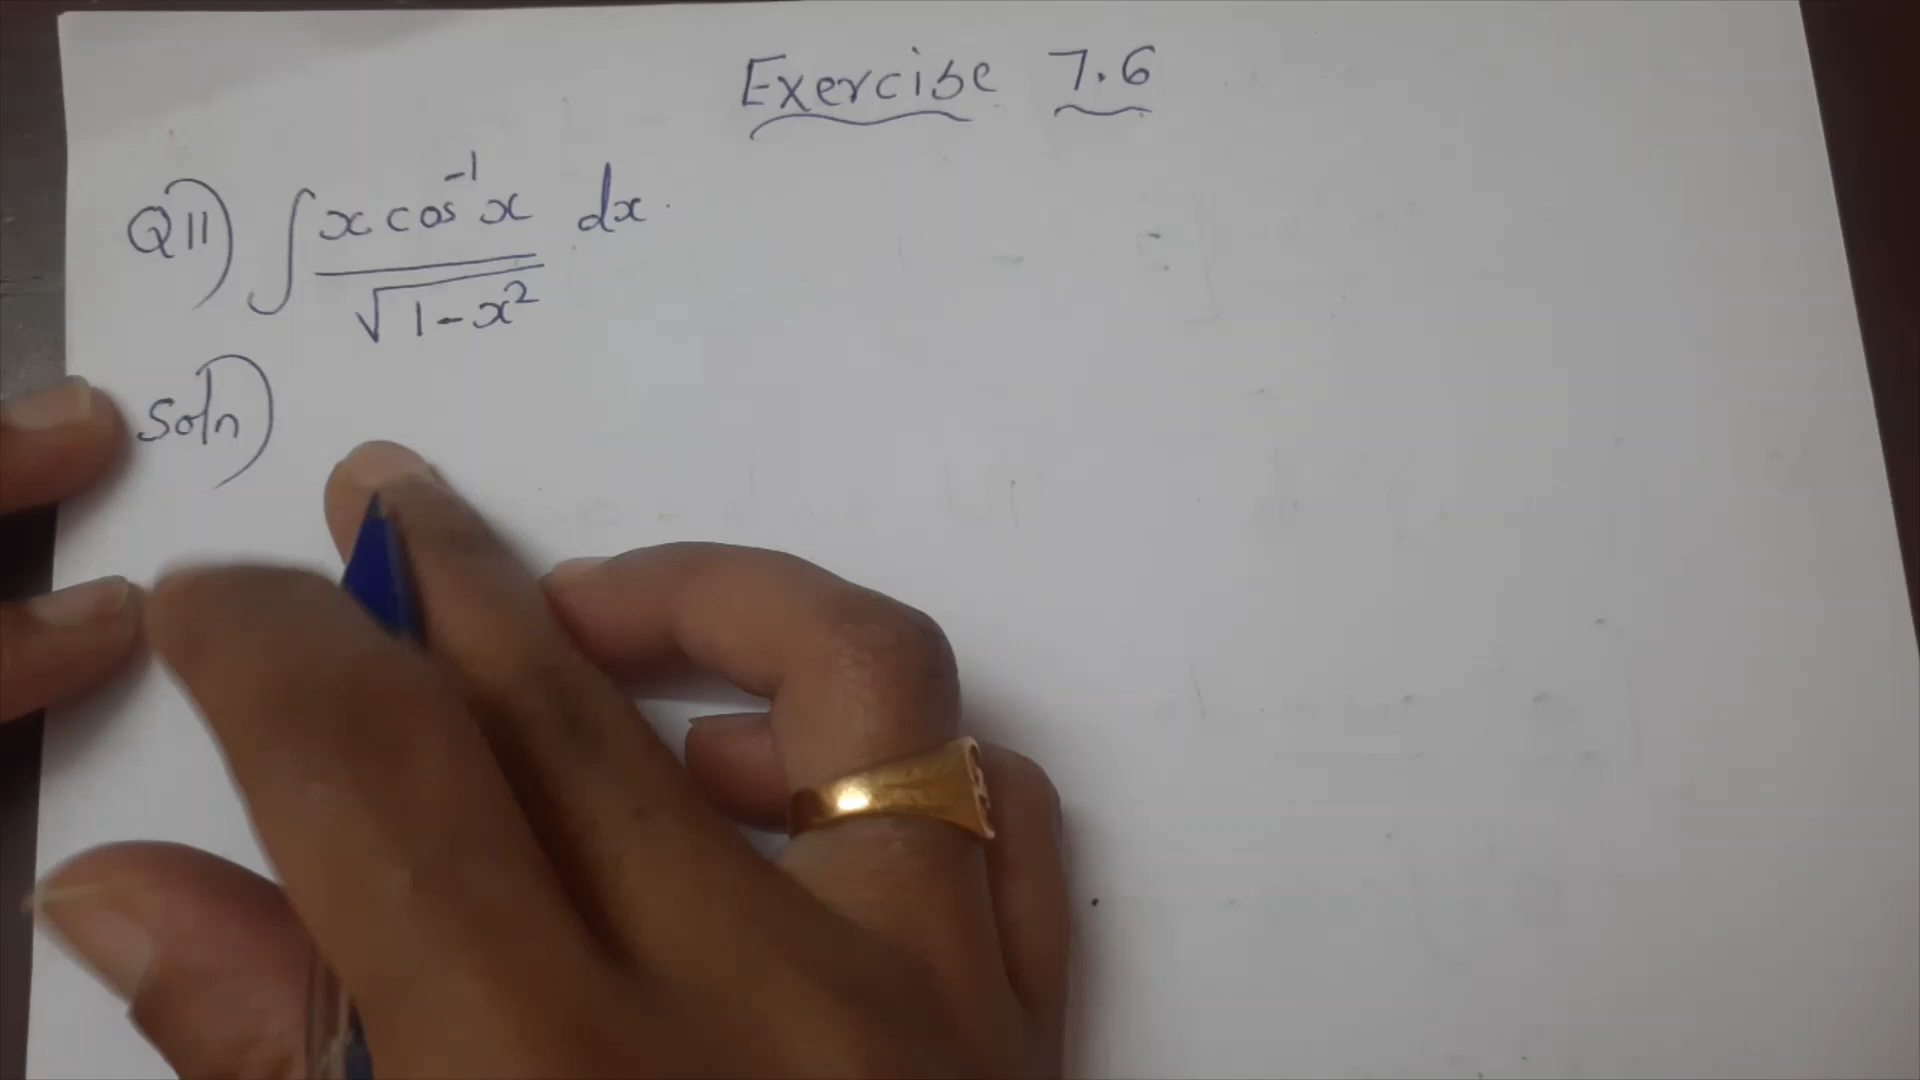 Exercise 7.6
Q11) ∫ x cos⁻¹x / √(1-x²) dx.
Soln)